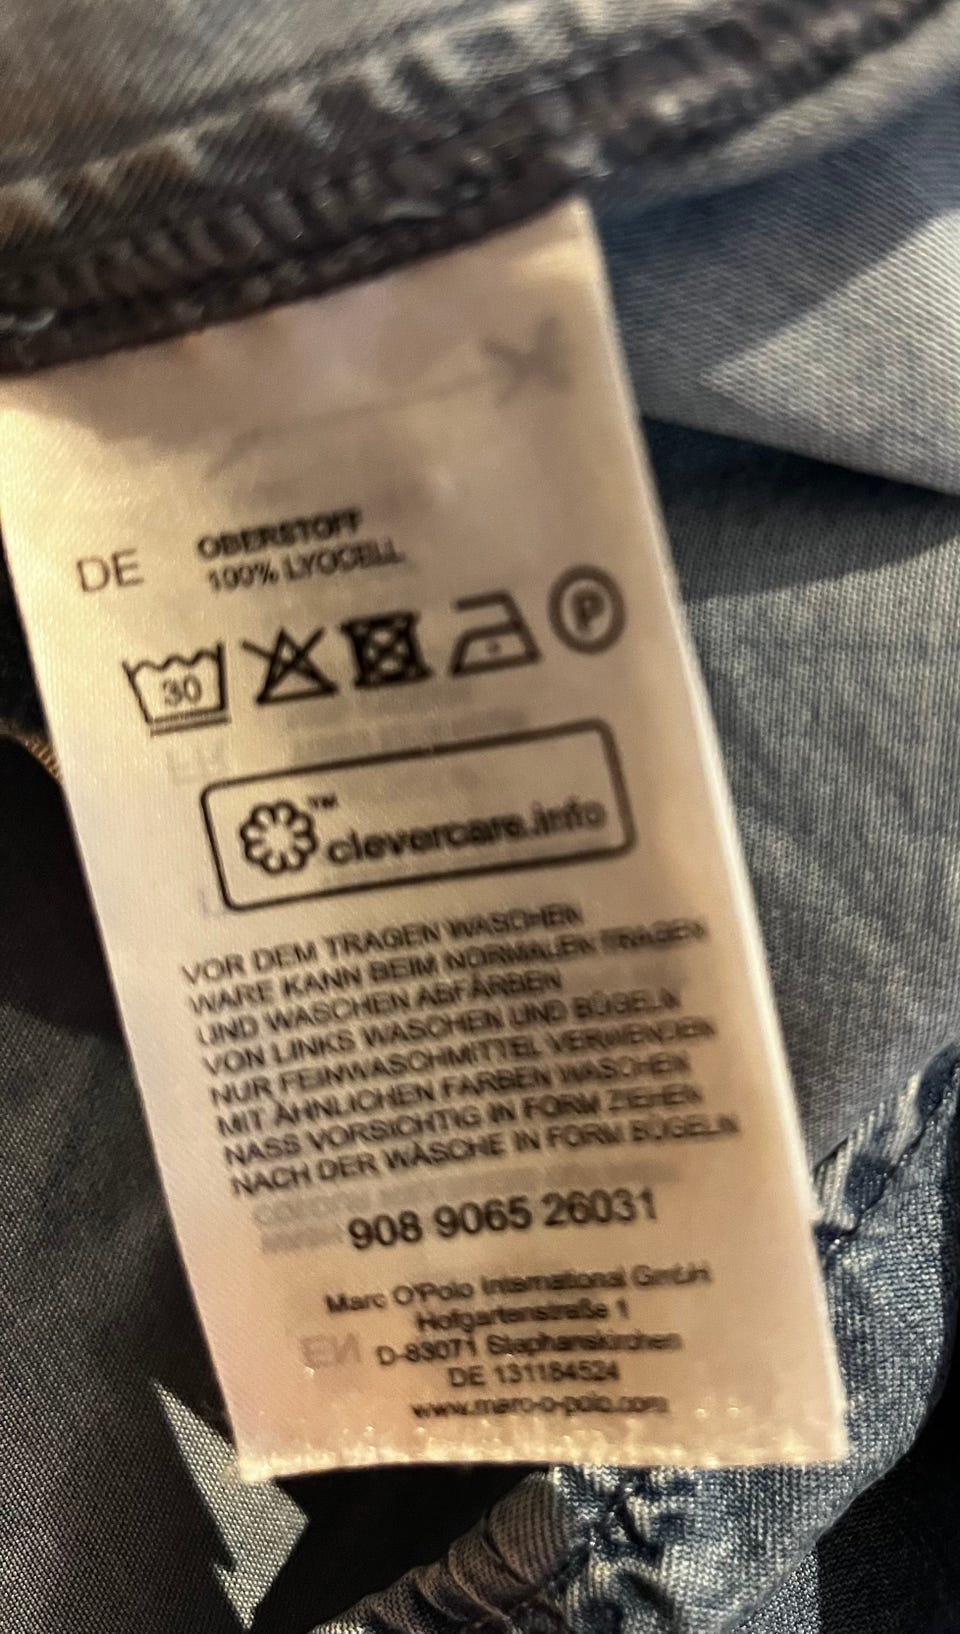 DE
OBERSTOFF
100% LYOCELL
30
P
™
clevercare.info
VOR DEM TRAGEN WASCHEN
WARE KANN BEIM NORMALEN TRAGEN
UND WASCHEN ABFÄRBEN
VON LINKS WASCHEN UND BÜGELN
NUR FEINWASCHMITTEL VERWENDEN
MIT ÄHNLICHEN FARBEN WASCHEN
NASS VORSICHTIG IN FORM ZIEHEN
NACH DER WÄSCHE IN FORM BÜGELN
908 9065 26031
Marc O'Polo International GmbH
Hofgartenstraße 1
D-83071 Stephanskirchen
DE 131184524
www.marc-o-polo.com